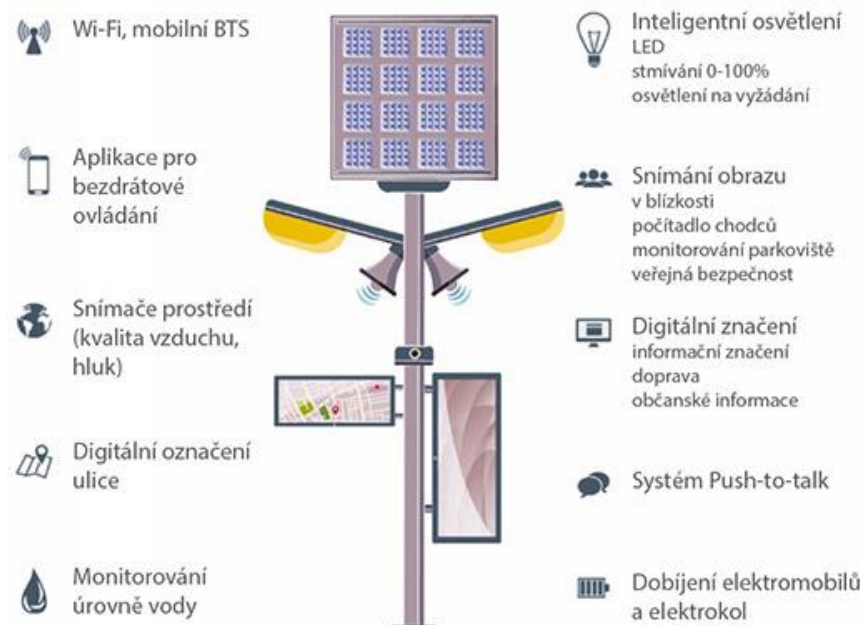 Wi-Fi, mobilní BTS
Aplikace pro
bezdrátové
ovládání
Snímače prostředí
(kvalita vzduchu,
hluk)
Digitální označení
ulice
Monitorování
úrovně vody
Inteligentní osvětlení
LED
stmívání 0-100%
osvětlení na vyžádání
Snímání obrazu
v blízkosti
počítadlo chodců
monitorování parkoviště
veřejná bezpečnost
Digitální značení
informační značení
doprava
občanské informace
Systém Push-to-talk
Dobíjení elektromobilů
a elektrokol